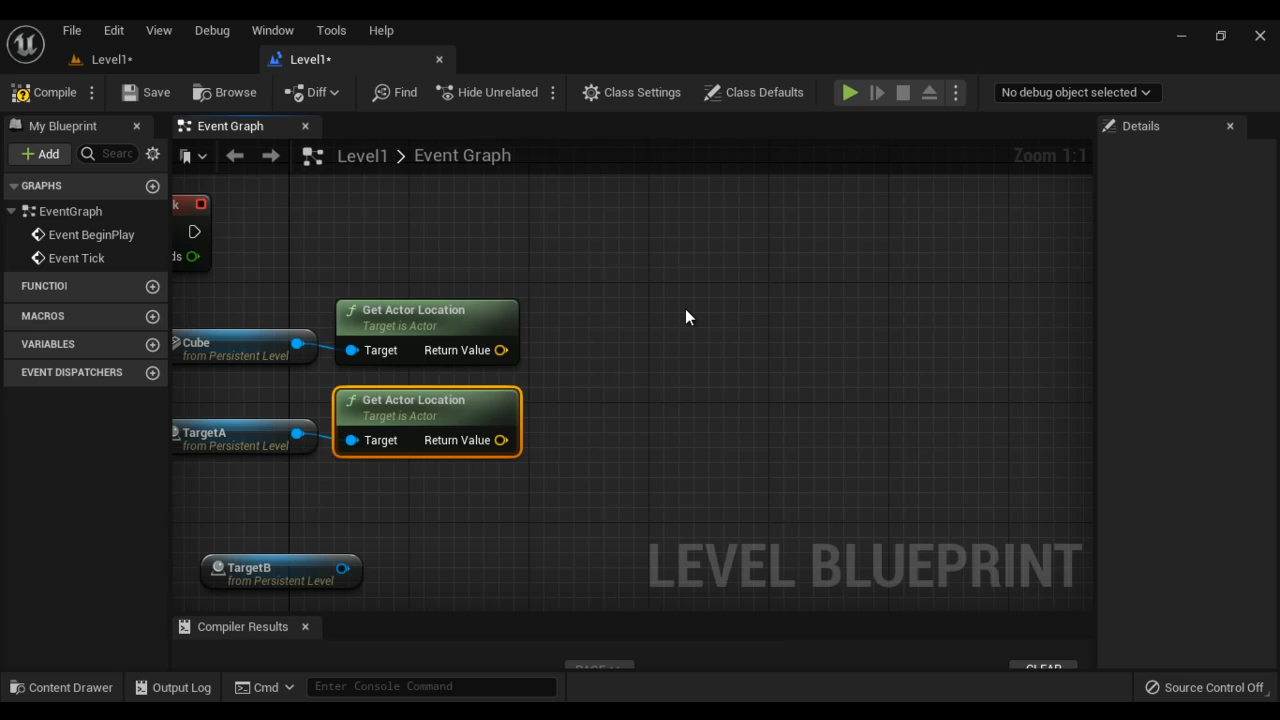 File Edit View Debug Window Tools Help
Level1* Level1*
Compile Save Browse Diff Find Hide Unrelated Class Settings Class Defaults No debug object selected
My Blueprint Event Graph Details
Add Searc Level1 > Event Graph Zoom 1:1
GRAPHS
EventGraph
Event BeginPlay
Event Tick
FUNCTIOI
MACROS
VARIABLES
EVENT DISPATCHERS
k
ds
Get Actor Location
Target is Actor
Target Return Value
Cube
from Persistent Level
Get Actor Location
Target is Actor
Target Return Value
TargetA
from Persistent Level
TargetB
from Persistent Level
LEVEL BLUEPRINT
Compiler Results
CLEAR
Content Drawer Output Log Cmd Enter Console Command Source Control Off